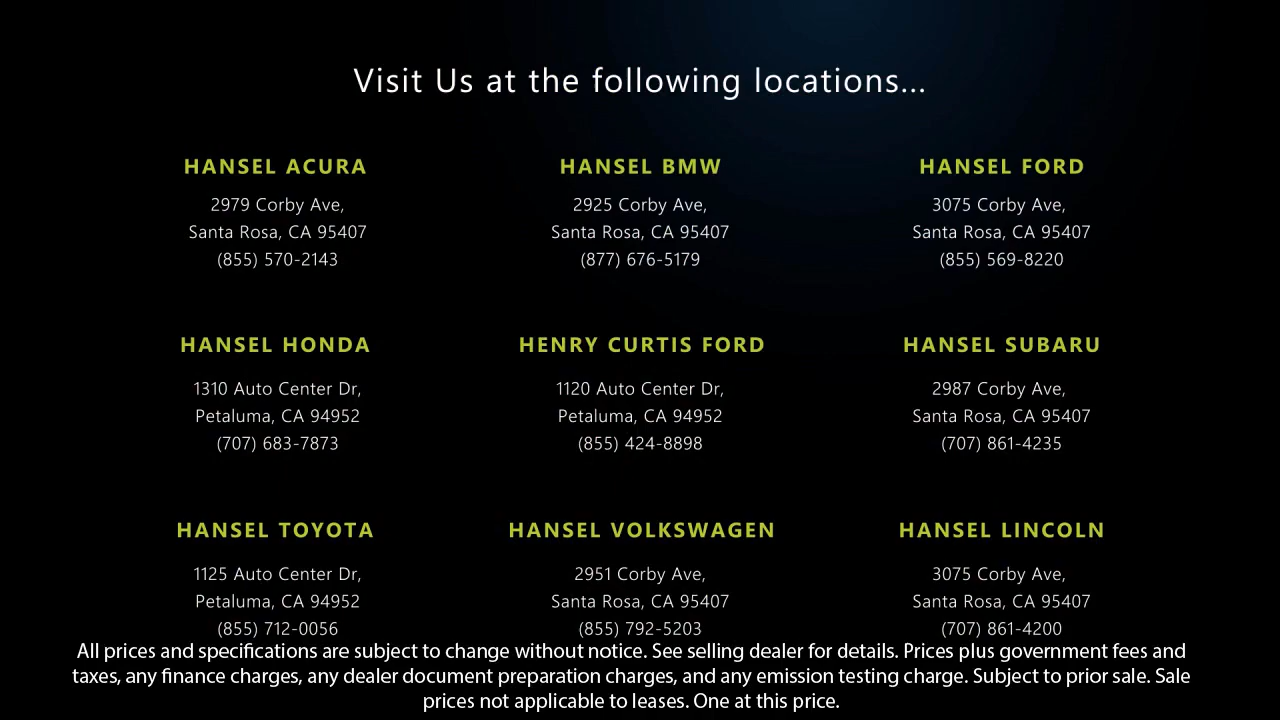 Visit Us at the following locations...
HANSEL ACURA
2979 Corby Ave,
Santa Rosa, CA 95407
(855) 570-2143
HANSEL BMW
2925 Corby Ave,
Santa Rosa, CA 95407
(877) 676-5179
HANSEL FORD
3075 Corby Ave,
Santa Rosa, CA 95407
(855) 569-8220
HANSEL HONDA
1310 Auto Center Dr,
Petaluma, CA 94952
(707) 683-7873
HENRY CURTIS FORD
1120 Auto Center Dr,
Petaluma, CA 94952
(855) 424-8898
HANSEL SUBARU
2987 Corby Ave,
Santa Rosa, CA 95407
(707) 861-4235
HANSEL TOYOTA
1125 Auto Center Dr,
Petaluma, CA 94952
(855) 712-0056
HANSEL VOLKSWAGEN
2951 Corby Ave,
Santa Rosa, CA 95407
(855) 792-5203
HANSEL LINCOLN
3075 Corby Ave,
Santa Rosa, CA 95407
(707) 861-4200
All prices and specifications are subject to change without notice. See selling dealer for details. Prices plus government fees and
taxes, any finance charges, any dealer document preparation charges, and any emission testing charge. Subject to prior sale. Sale
prices not applicable to leases. One at this price.